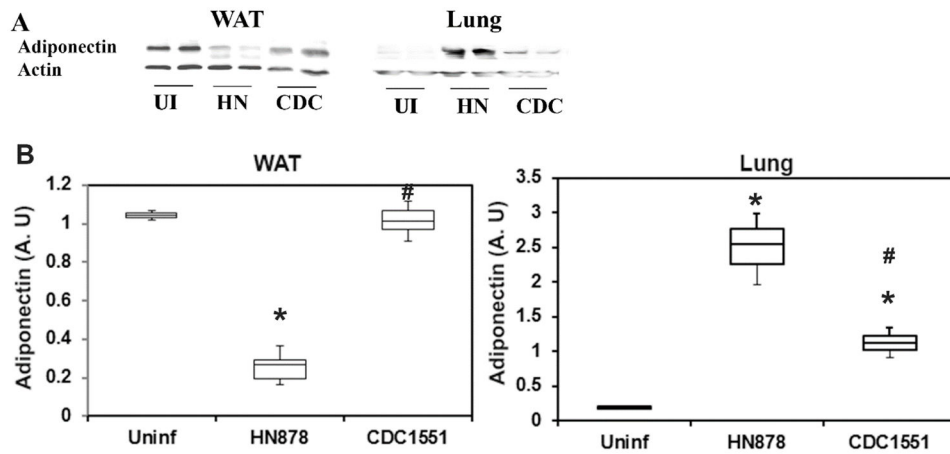 A
WAT
Lung
Adiponectin
Actin
UI HN CDC
UI HN CDC
B
WAT
Adiponectin (A. U)
1.2
1
0.8
0.6
0.4
0.2
0
*
#
Uninf HN878 CDC1551
Lung
Adiponectin (A. U)
3.5
3
2.5
2
1.5
1
0.5
0
*
#
*
Uninf HN878 CDC1551